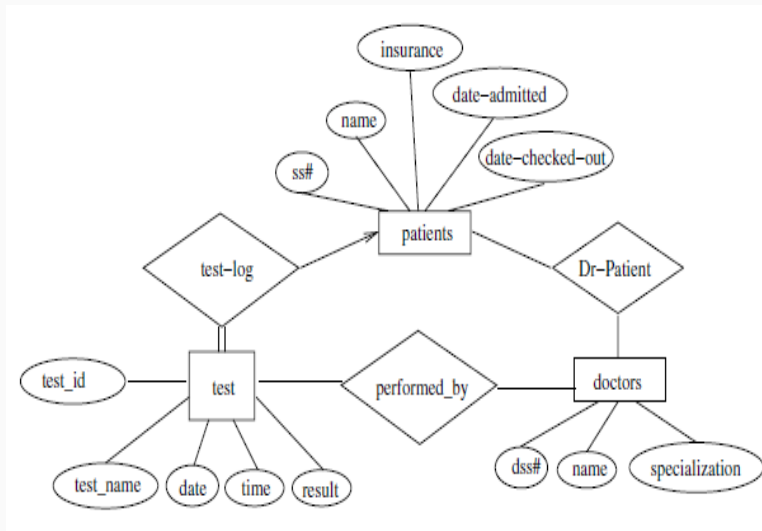 insurance
date-admitted
name
date-checked-out
ss#
patients
test-log
Dr-Patient
test_id
test
performed_by
doctors
test_name
date
time
result
dss#
name
specialization